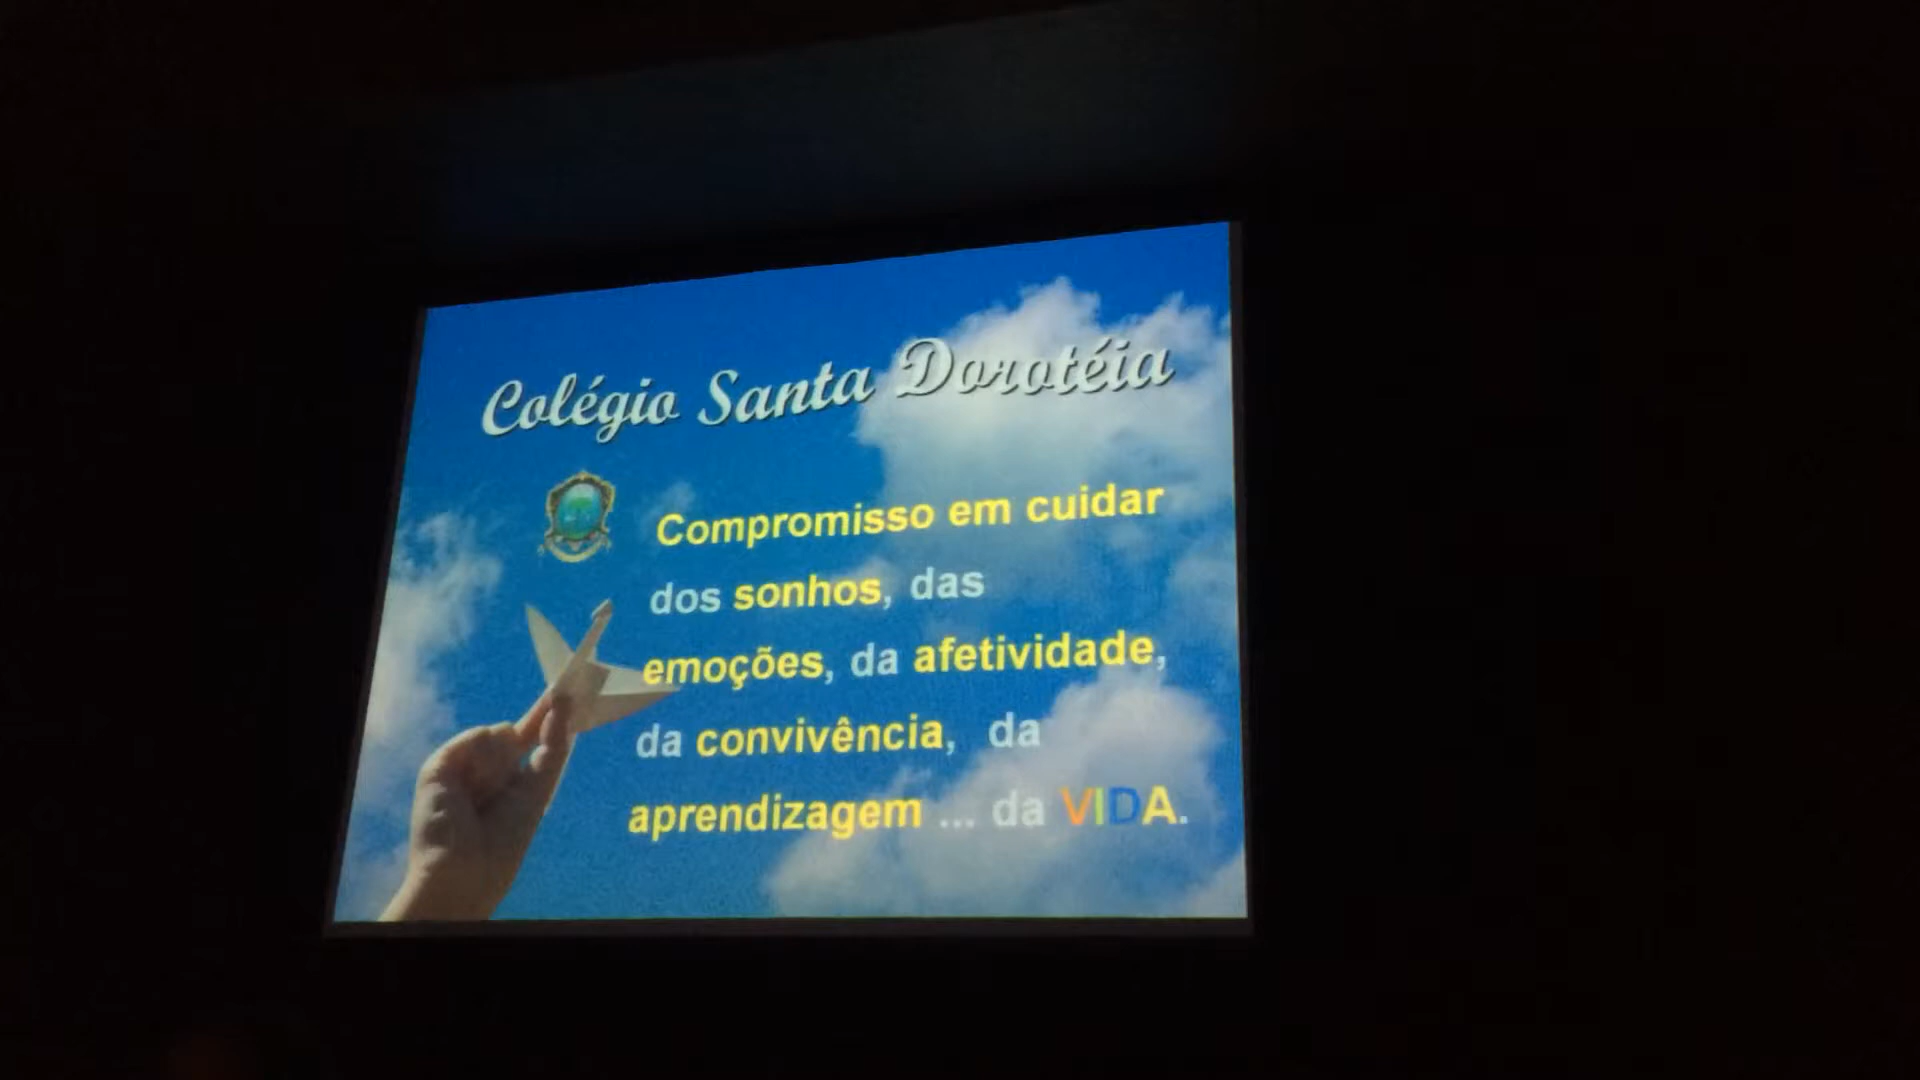 Colégio Santa Dorotéia
Compromisso em cuidar
dos sonhos, das
emoções, da afetividade,
da convivência, da
aprendizagem ... da VIDA.